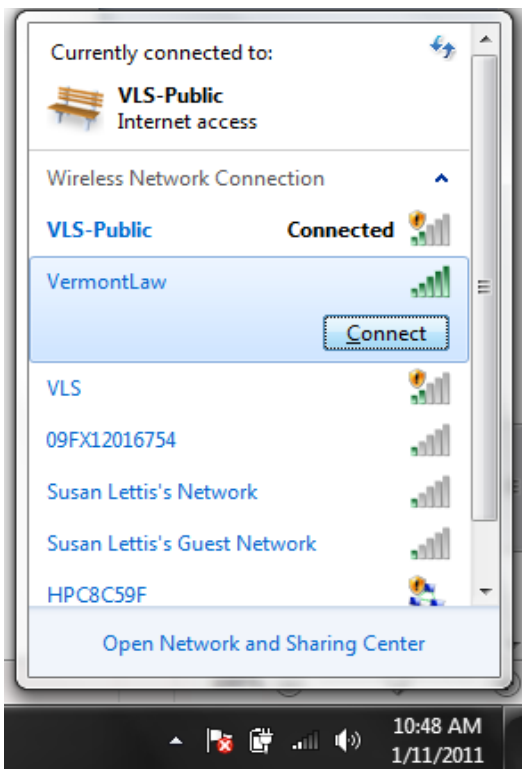 Currently connected to:
VLS-Public
Internet access
Wireless Network Connection
VLS-Public Connected
VermontLaw
Connect
VLS
09FX12016754
Susan Lettis's Network
Susan Lettis's Guest Network
HPC8C59F
Open Network and Sharing Center
10:48 AM
1/11/2011